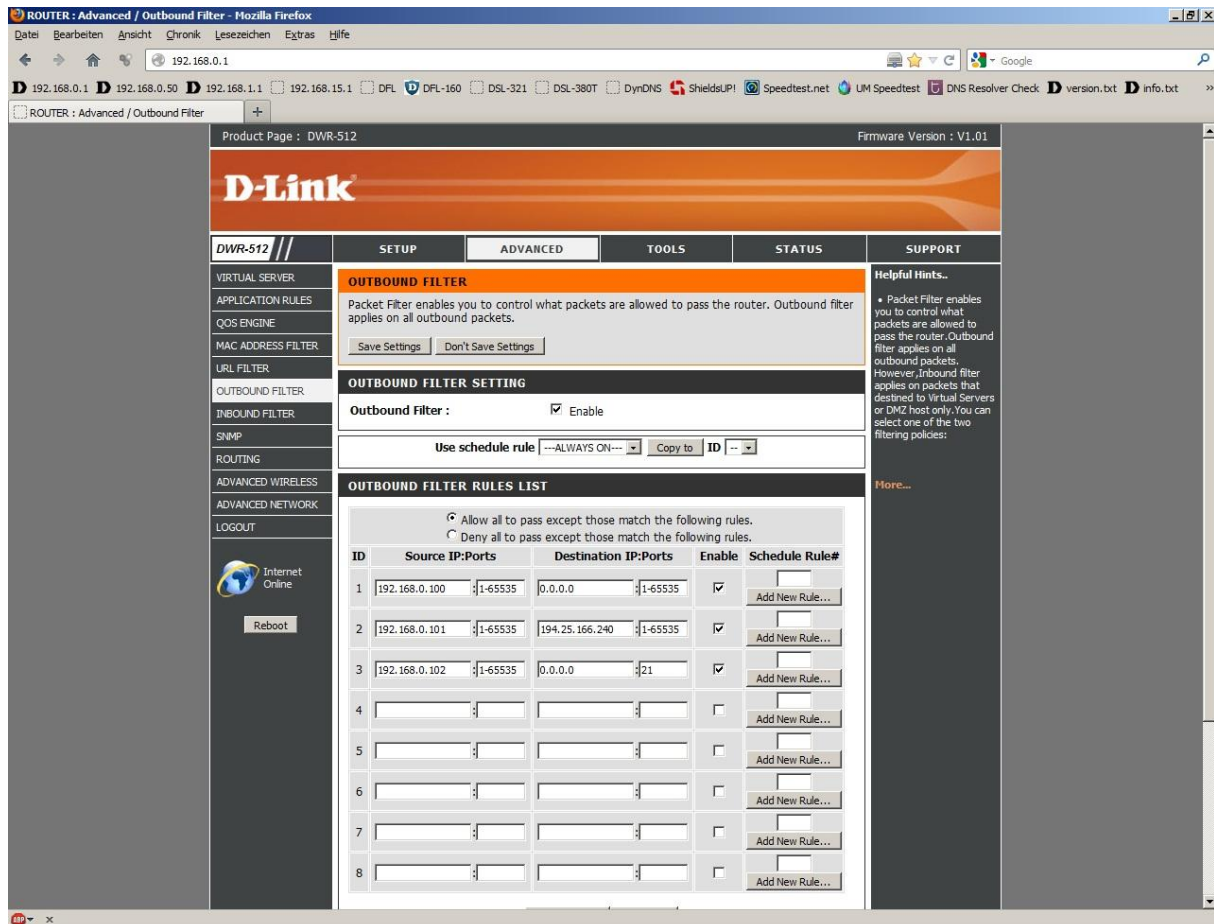 ROUTER : Advanced / Outbound Filter - Mozilla Firefox
Datei Bearbeiten Ansicht Chronik Lesezeichen Extras Hilfe
192.168.0.1
Google
192.168.0.1 192.168.0.50 192.168.1.1 192.168.15.1 DFL DFL-160 DSL-321 DSL-380T DynDNS ShieldsUP! Speedtest.net UM Speedtest DNS Resolver Check version.txt info.txt »
ROUTER : Advanced / Outbound Filter +
Product Page : DWR-512 Firmware Version : V1.01
D-Link
DWR-512 SETUP ADVANCED TOOLS STATUS SUPPORT
VIRTUAL SERVER
APPLICATION RULES
QOS ENGINE
MAC ADDRESS FILTER
URL FILTER
OUTBOUND FILTER
INBOUND FILTER
SNMP
ROUTING
ADVANCED WIRELESS
ADVANCED NETWORK
LOGOUT
Internet
Online
Reboot
OUTBOUND FILTER
Packet Filter enables you to control what packets are allowed to pass the router. Outbound filter
applies on all outbound packets.
Save Settings Don't Save Settings
OUTBOUND FILTER SETTING
Outbound Filter : Enable
Use schedule rule ---ALWAYS ON--- Copy to ID --
OUTBOUND FILTER RULES LIST
Allow all to pass except those match the following rules.
Deny all to pass except those match the following rules.
ID Source IP:Ports Destination IP:Ports Enable Schedule Rule#
1 192.168.0.100 : 1-65535 0.0.0.0 : 1-65535
Add New Rule...
2 192.168.0.101 : 1-65535 194.25.166.240 : 1-65535
Add New Rule...
3 192.168.0.102 : 1-65535 0.0.0.0 : 21
Add New Rule...
4 : :
Add New Rule...
5 : :
Add New Rule...
6 : :
Add New Rule...
7 : :
Add New Rule...
8 : :
Add New Rule...
Helpful Hints..
• Packet Filter enables
you to control what
packets are allowed to
pass the router.Outbound
filter applies on all
outbound packets.
However,Inbound filter
applies on packets that
destined to Virtual Servers
or DMZ host only.You can
select one of the two
filtering policies:
More...
ABP x